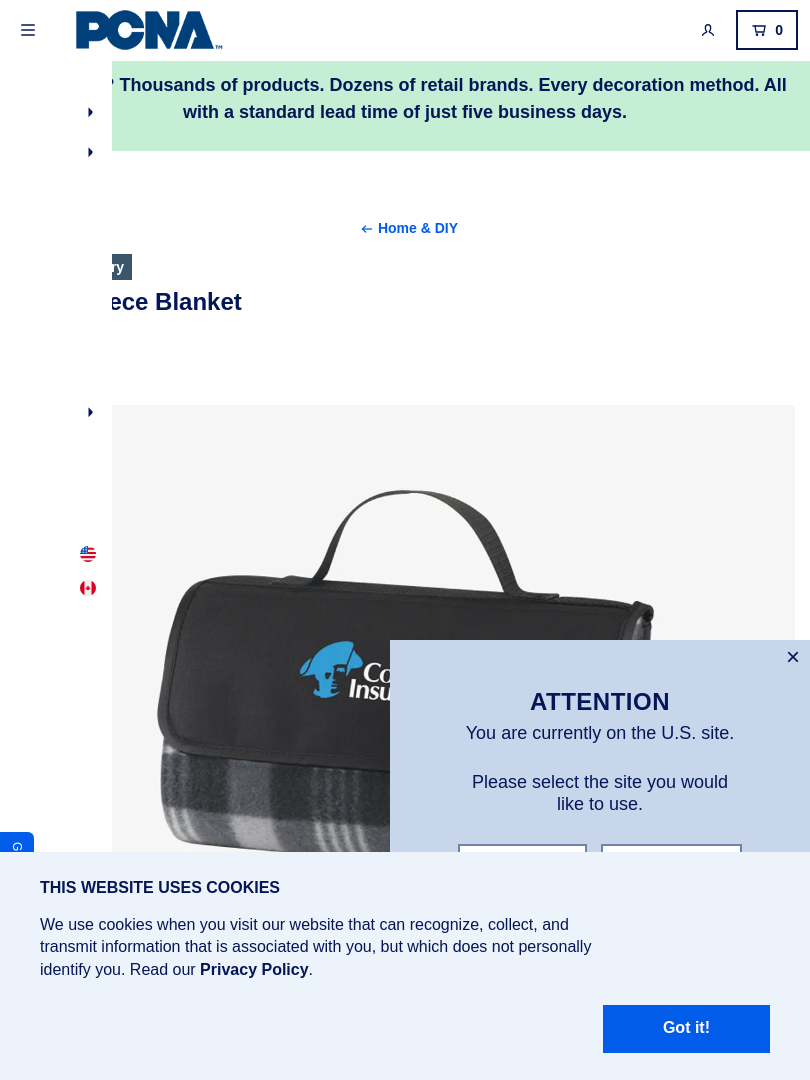 PCNA™
0
? Thousands of products. Dozens of retail brands. Every decoration method. All
with a standard lead time of just five business days.
Home & DIY
ry
ece Blanket
Co
Insu
ATTENTION
You are currently on the U.S. site.
Please select the site you would
like to use.
G
THIS WEBSITE USES COOKIES
We use cookies when you visit our website that can recognize, collect, and
transmit information that is associated with you, but which does not personally
identify you. Read our Privacy Policy.
Got it!